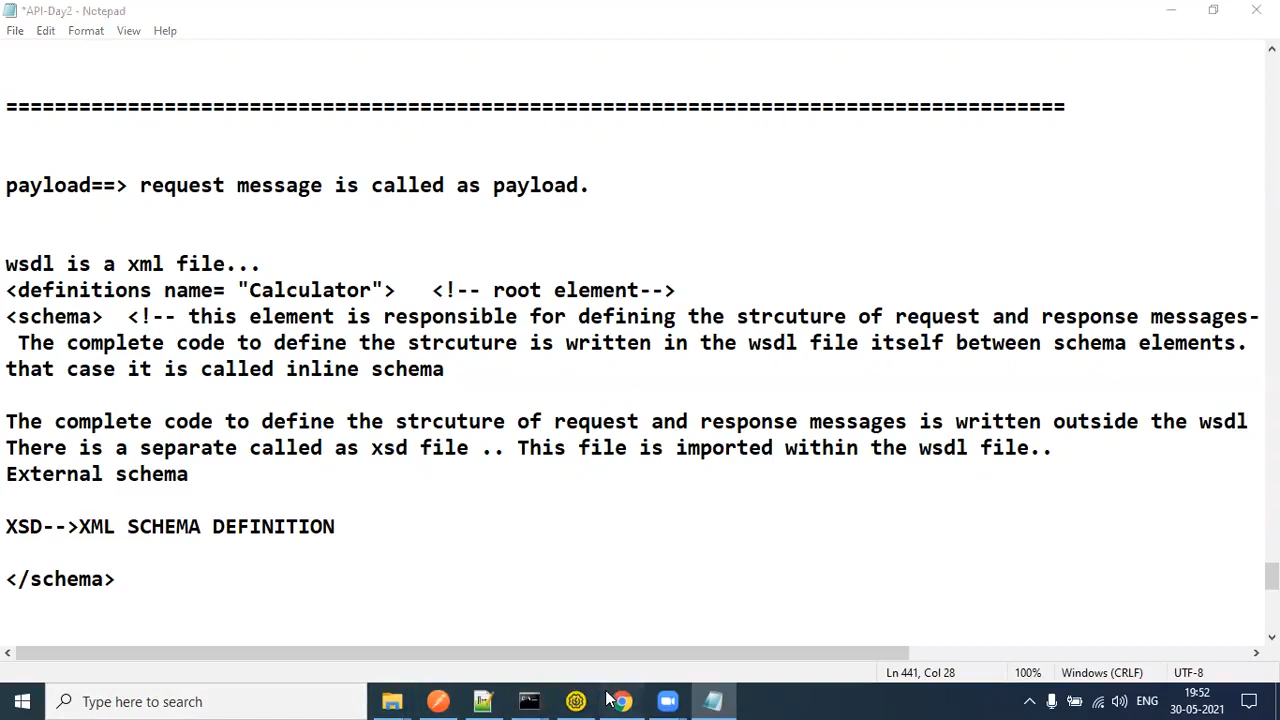 *API-Day2 - Notepad
File Edit Format View Help
=======================================================================================
payload==> request message is called as payload.
wsdl is a xml file...
<definitions name= "Calculator"> <!-- root element-->
<schema> <!-- this element is responsible for defining the strcuture of request and response messages-
The complete code to define the strcuture is written in the wsdl file itself between schema elements.
that case it is called inline schema
The complete code to define the strcuture of request and response messages is written outside the wsdl
There is a separate called as xsd file .. This file is imported within the wsdl file..
External schema
XSD-->XML SCHEMA DEFINITION
</schema>
Ln 441, Col 28 100% Windows (CRLF) UTF-8
Type here to search ENG 19:52 30-05-2021